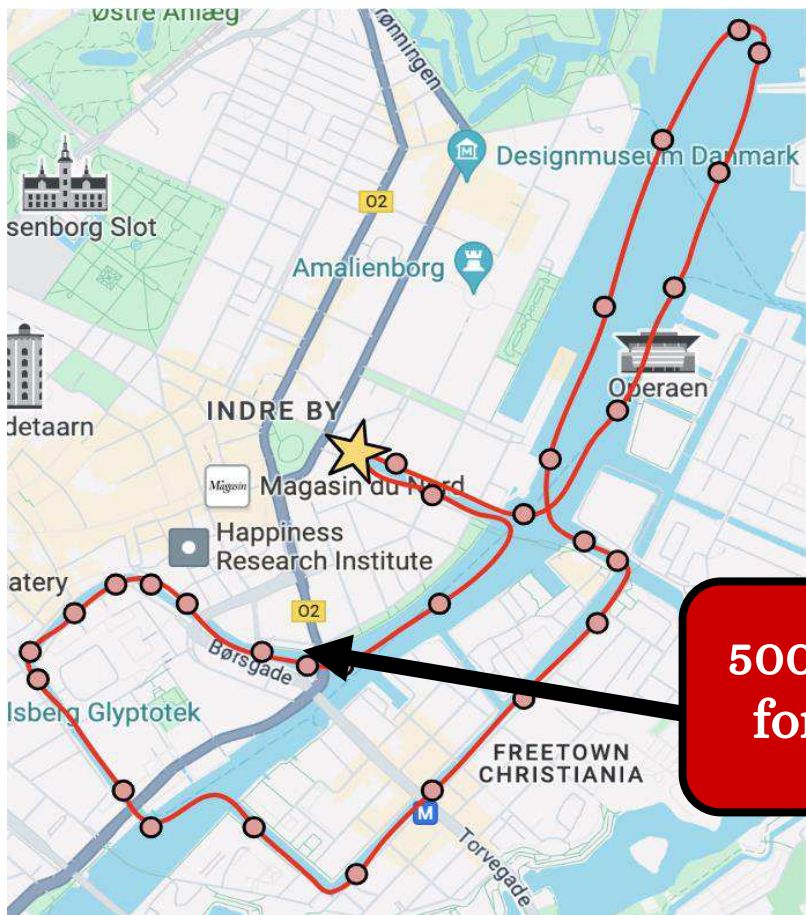 Østre Anlæg
rønningen
Designmuseum Danmark
O2
senborg Slot
Amalienborg
Operaen
INDRE BY
detaarn
Magasin
Magasin du Nord
Happiness
Research Institute
atery
O2
Børsgade
500
for
lsberg Glyptotek
FREETOWN
CHRISTIANIA
M
Torvegade